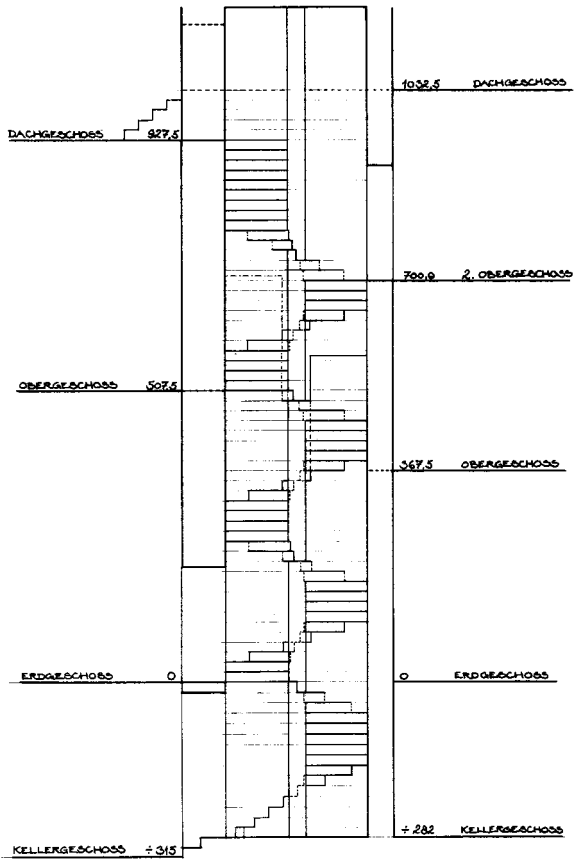 1032,5 DACHGESCHOSS
DACHGESCHOSS 927,5
700,0 2. OBERGESCHOSS
OBERGESCHOSS 507,5
367,5 OBERGESCHOSS
ERDGESCHOSS 0
0 ERDGESCHOSS
÷282 KELLERGESCHOSS
KELLERGESCHOSS ÷315